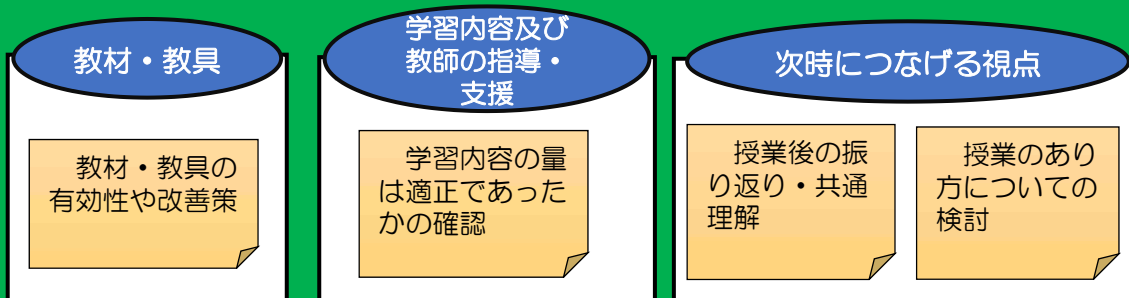 教材・教具
教材・教具の
有効性や改善策
学習内容及び
教師の指導・
支援
学習内容の量
は適正であった
かの確認
次時につなげる視点
授業後の振
り返り・共通
理解
授業のあり
方についての
検討